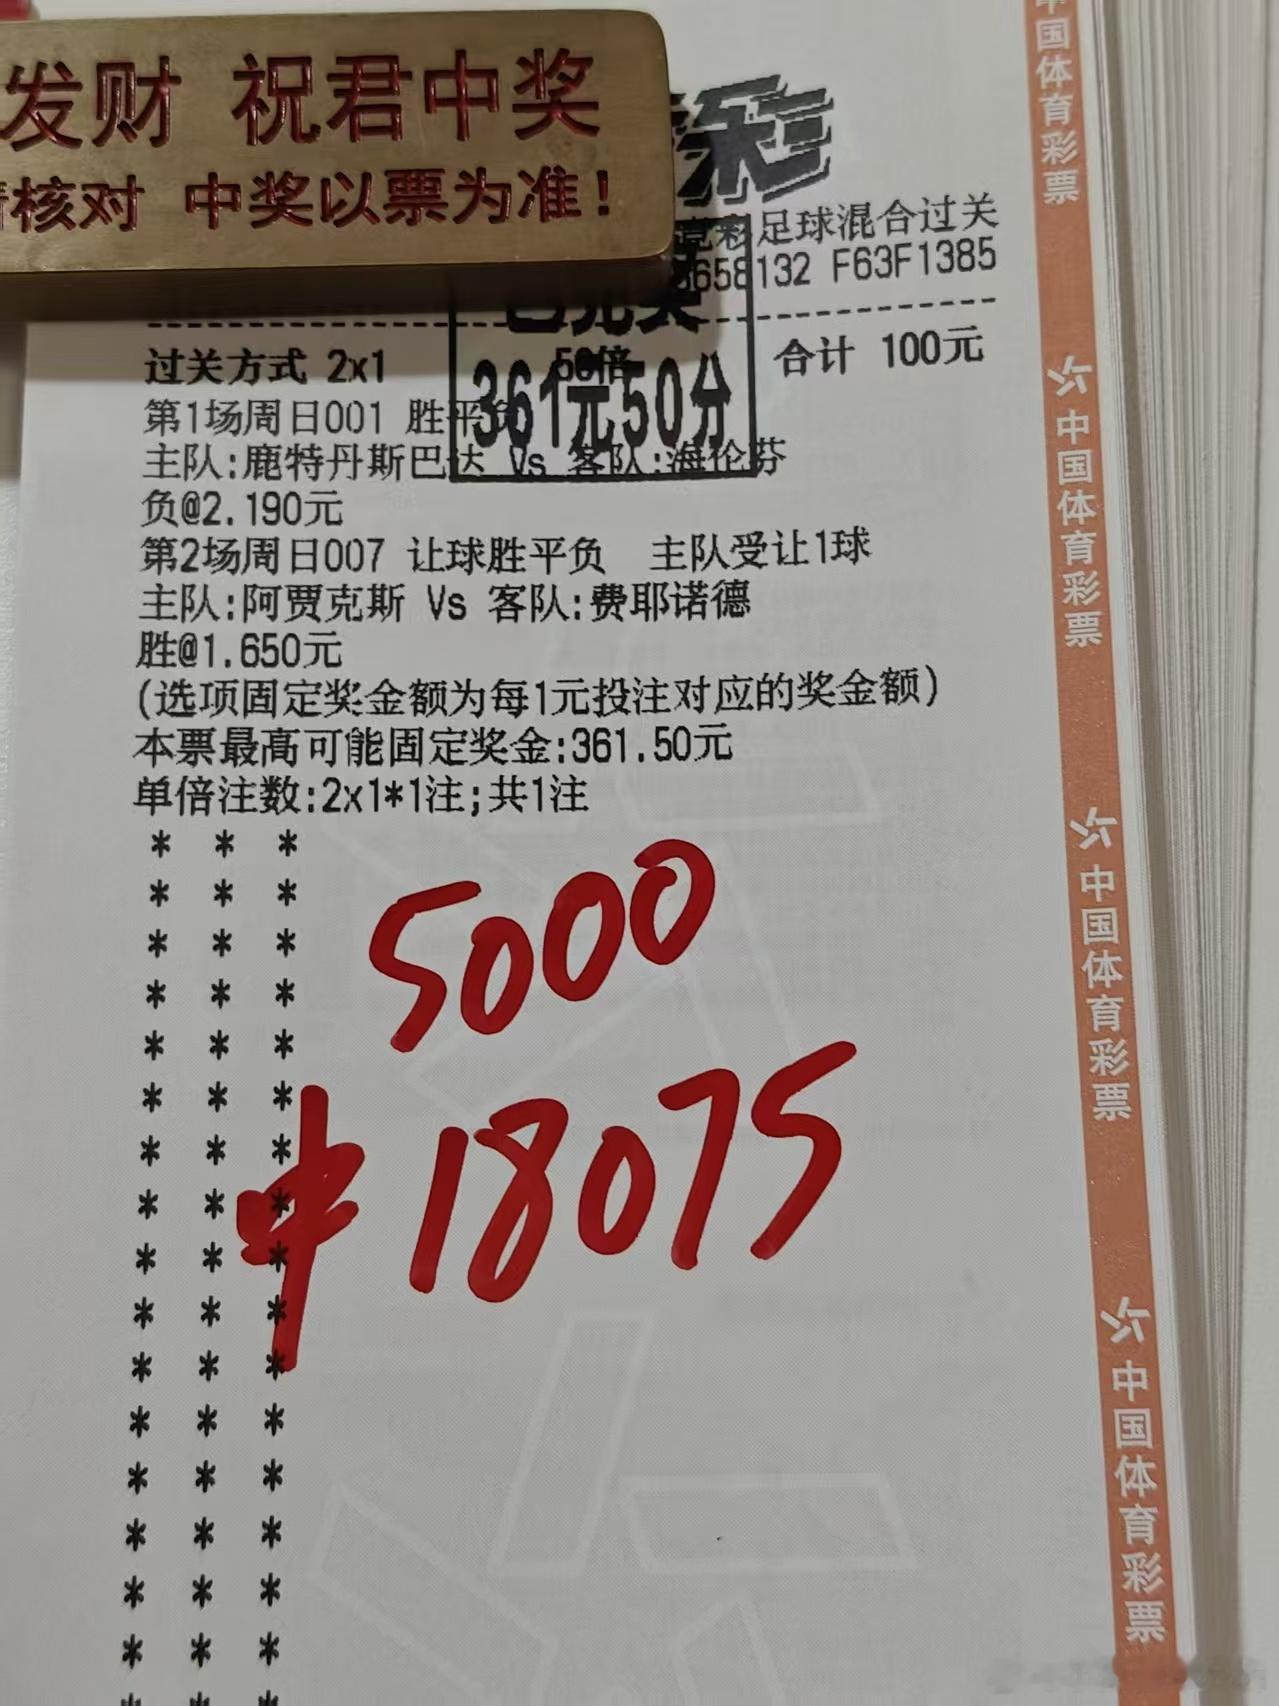 发财 祝君中奖
核对 中奖以票为准!
竞彩足球混合过关
658132 F63F1385
过关方式 2x1 50倍 合计 100元
已兑奖
361元50分
第1场周日001 胜平负
主队:鹿特丹斯巴达 Vs 客队:海伦芬
负@2.190元
第2场周日007 让球胜平负 主队受让1球
主队:阿贾克斯 Vs 客队:费耶诺德
胜@1.650元
(选项固定奖金额为每1元投注对应的奖金额)
本票最高可能固定奖金:361.50元
单倍注数:2x1*1注;共1注
5000
中18075
中国体育彩票
中国体育彩票
中国体育彩票
中国体育彩票